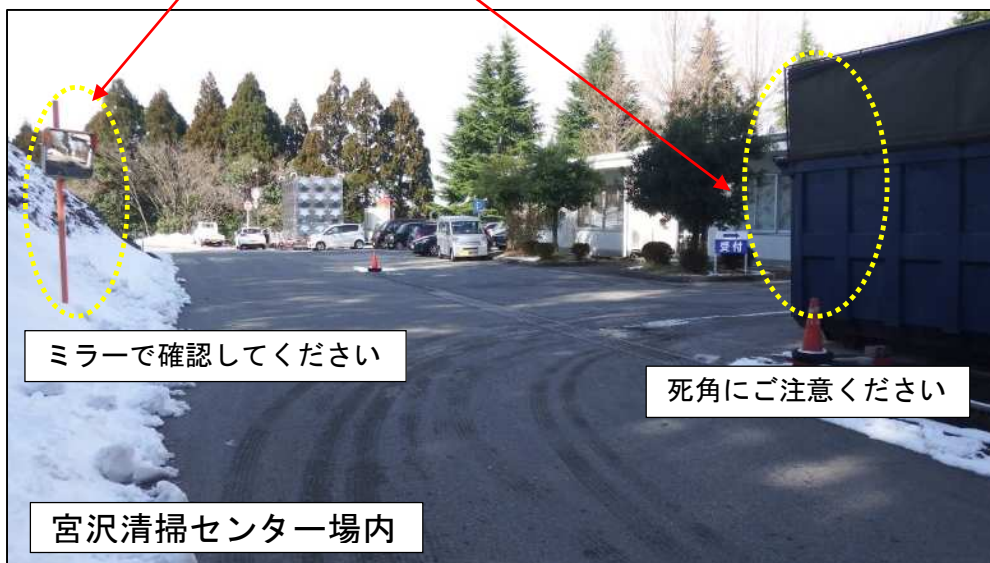 受付
ミラーで確認してください
死角にご注意ください
宮沢清掃センター場内